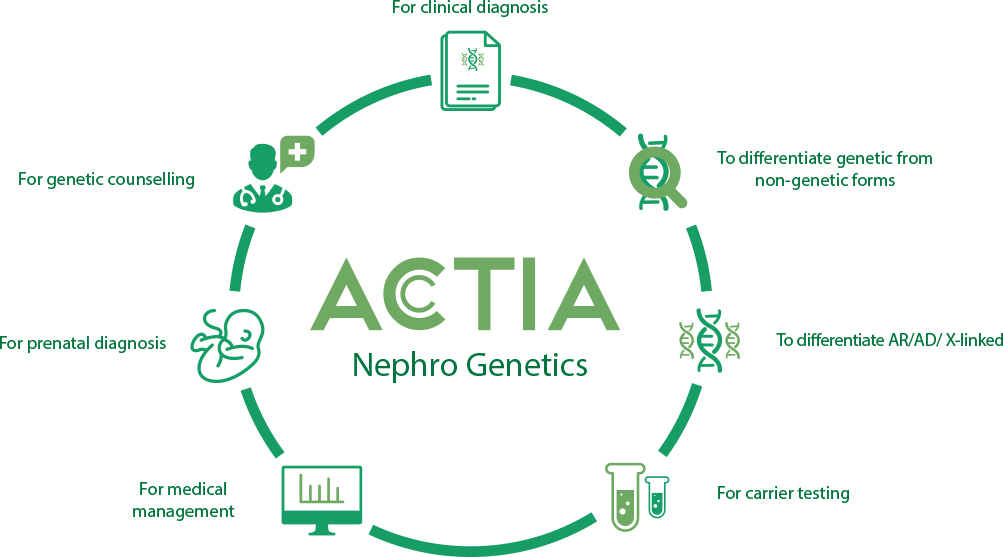 For clinical diagnosis
To differentiate genetic from
non-genetic forms
To differentiate AR/AD/ X-linked
For carrier testing
For medical
management
For prenatal diagnosis
For genetic counselling
ACTIA
Nephro Genetics